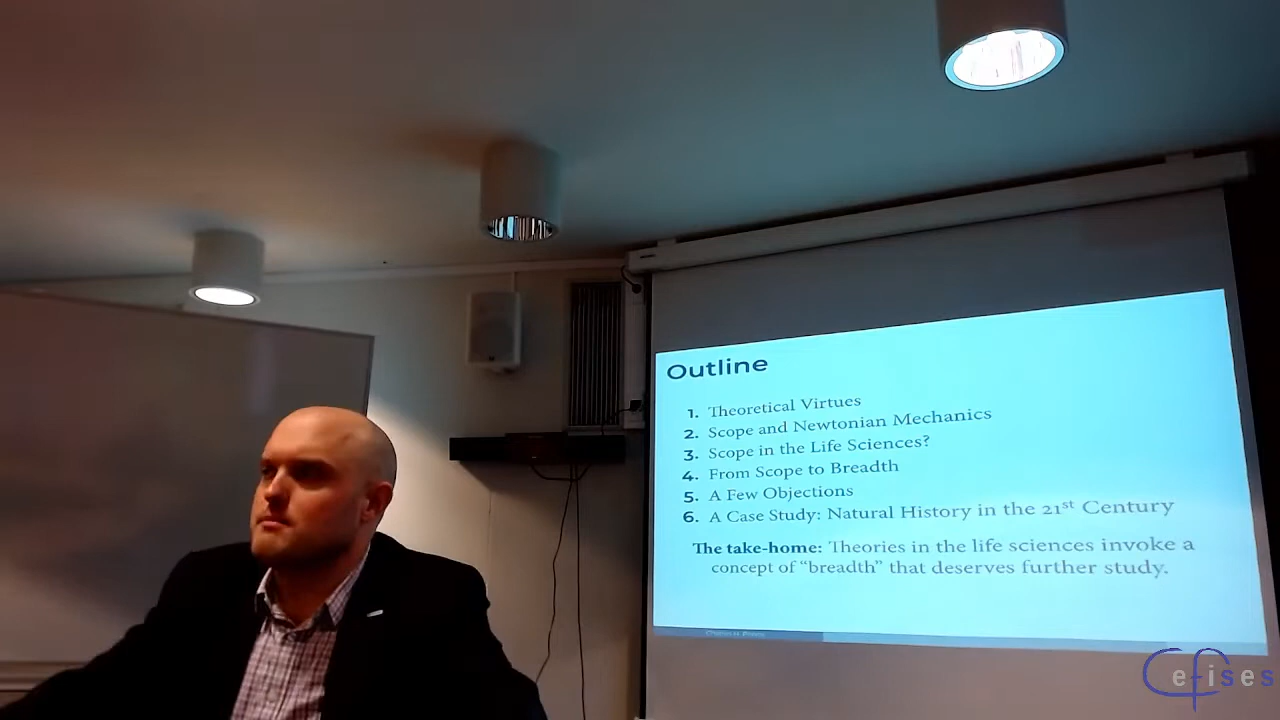 Outline
1. Theoretical Virtues
2. Scope and Newtonian Mechanics
3. Scope in the Life Sciences?
4. From Scope to Breadth
5. A Few Objections
6. A Case Study: Natural History in the 21st Century
The take-home: Theories in the life sciences invoke a
concept of “breadth” that deserves further study.
Cefises